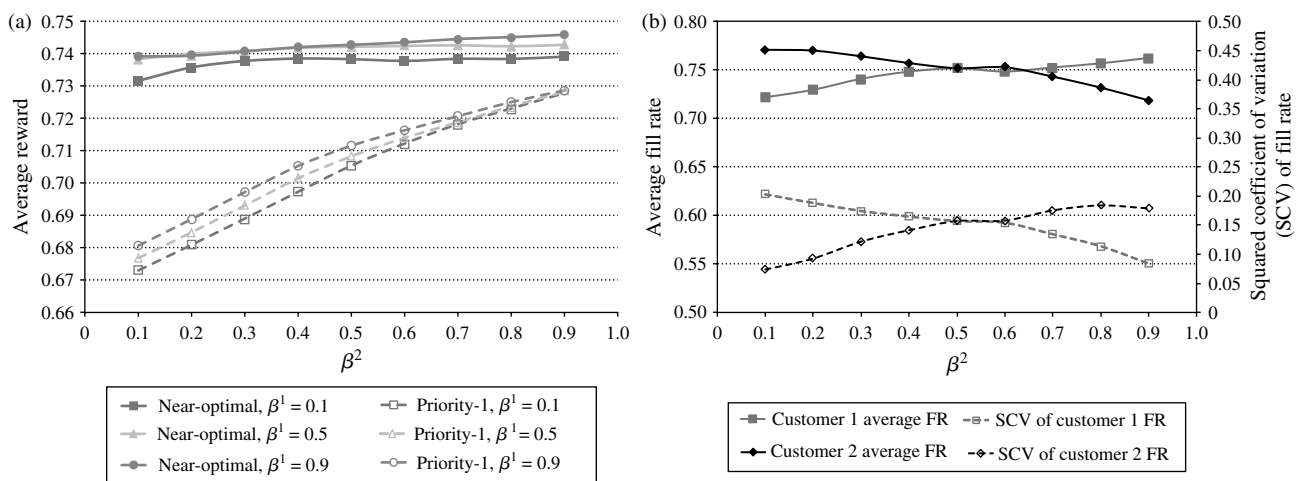 (a)
Average reward
0.75
0.74
0.73
0.72
0.71
0.70
0.69
0.68
0.67
0.66
0 0.1 0.2 0.3 0.4 0.5 0.6 0.7 0.8 0.9 1.0
β²
Near-optimal, β¹ = 0.1 Priority-1, β¹ = 0.1
Near-optimal, β¹ = 0.5 Priority-1, β¹ = 0.5
Near-optimal, β¹ = 0.9 Priority-1, β¹ = 0.9
(b)
Average fill rate
0.80
0.75
0.70
0.65
0.60
0.55
0.50
0.50
0.45
0.40
0.35
0.30
0.25
0.20
0.15
0.10
0.05
0
Squared coefficient of variation
(SCV) of fill rate
0 0.1 0.2 0.3 0.4 0.5 0.6 0.7 0.8 0.9 1.0
β²
Customer 1 average FR SCV of customer 1 FR
Customer 2 average FR SCV of customer 2 FR